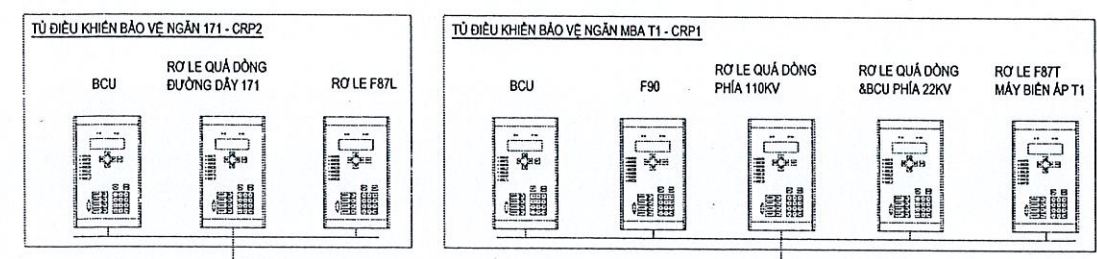 TỦ ĐIỀU KHIỂN BẢO VỆ NGĂN 171 - CRP2
BCU
RƠ LE QUÁ DÒNG
ĐƯỜNG DÂY 171
RƠ LE F87L
TỦ ĐIỀU KHIỂN BẢO VỆ NGĂN MBA T1 - CRP1
BCU
F90
RƠ LE QUÁ DÒNG
PHÍA 110KV
RƠ LE QUÁ DÒNG
&BCU PHÍA 22KV
RƠ LE F87T
MÁY BIẾN ÁP T1